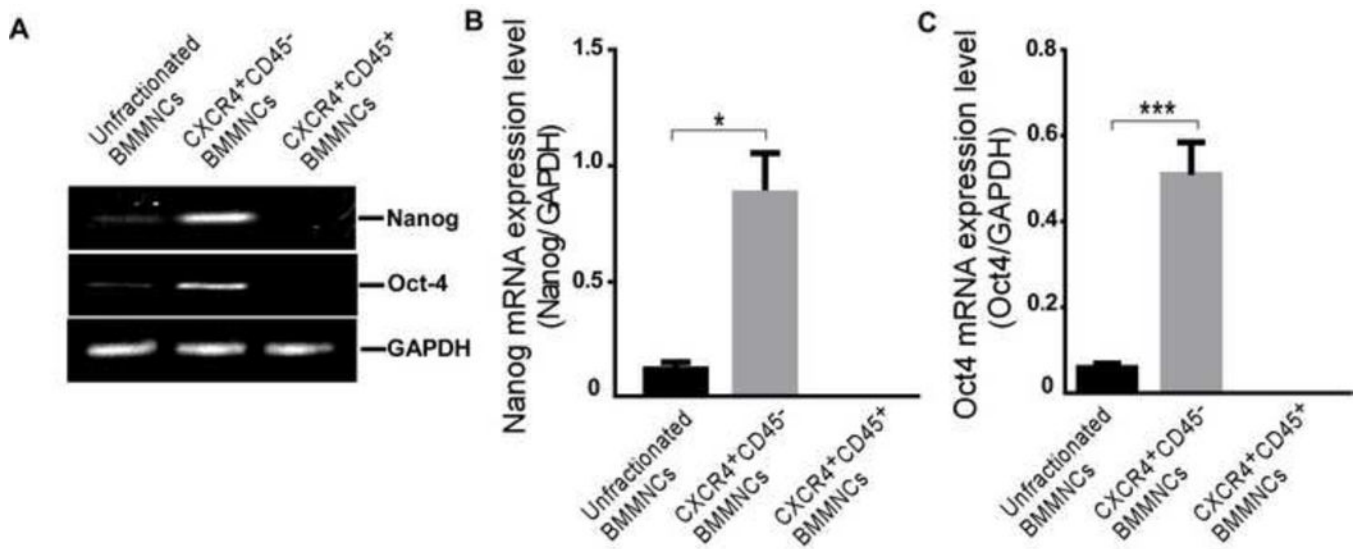 A
Unfractionated
BMMNCs
CXCR4+CD45-
BMMNCs
CXCR4+CD45+
BMMNCs
Nanog
Oct-4
GAPDH
B
Nanog mRNA expression level
(Nanog/GAPDH)
1.5
1.0
0.5
0
*
Unfractionated
BMMNCs
CXCR4+CD45-
BMMNCs
CXCR4+CD45+
BMMNCs
C
Oct4 mRNA expression level
(Oct4/GAPDH)
0.8
0.6
0.4
0.2
0
***
Unfractionated
BMMNCs
CXCR4+CD45-
BMMNCs
CXCR4+CD45+
BMMNCs